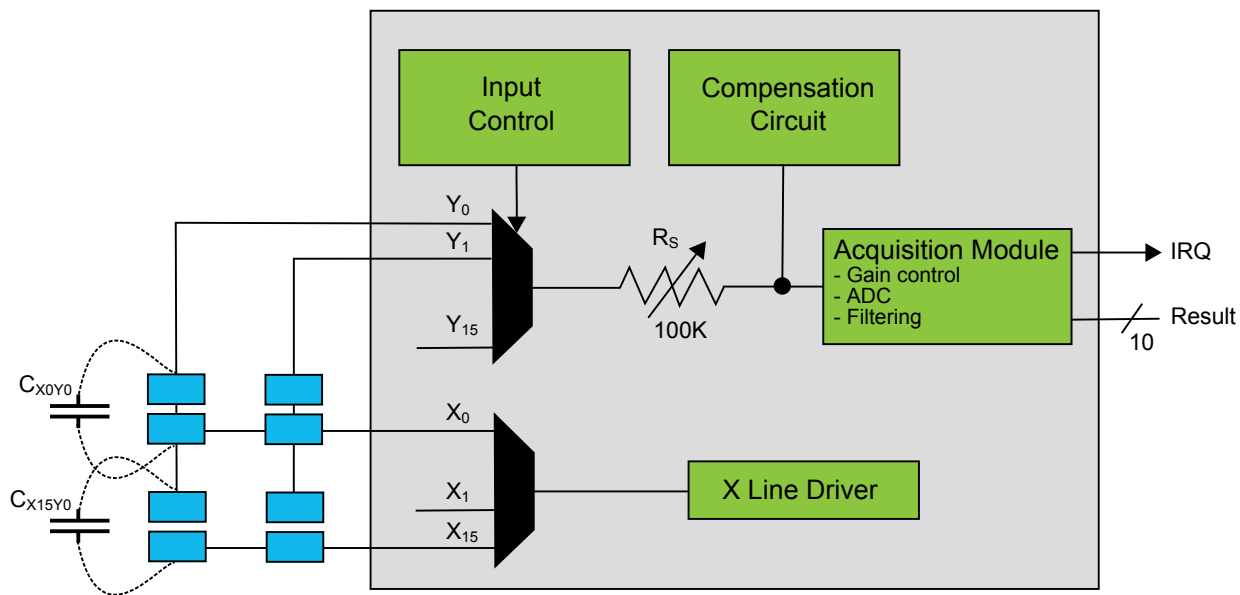 Input
Control
Compensation
Circuit
Y0
Y1
RS
Acquisition Module
- Gain control
- ADC
- Filtering
IRQ
Result
10
Y15
100K
CX0Y0
X0
CX15Y0
X1
X15
X Line Driver